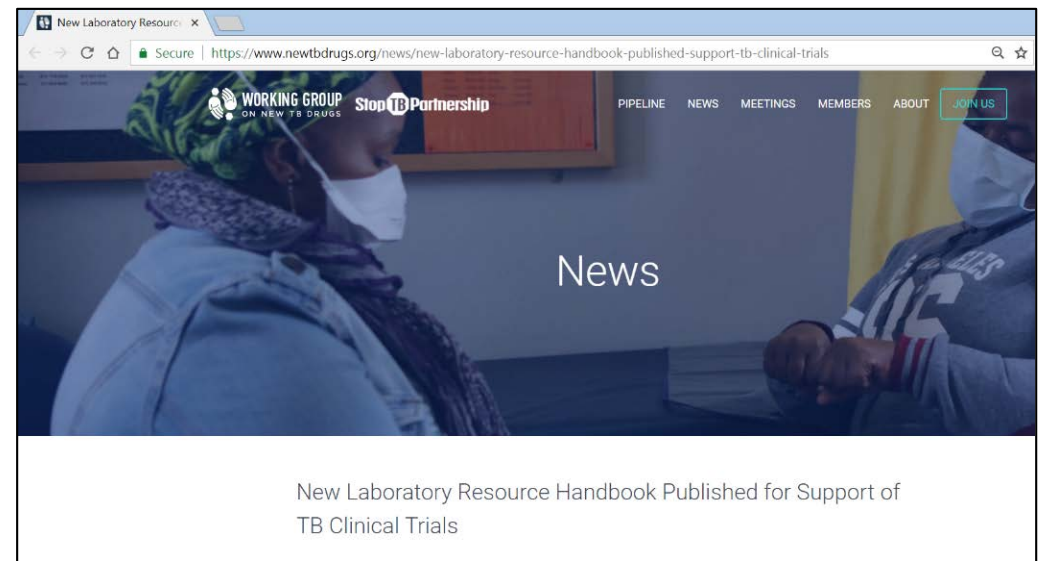 New Laboratory Resourc
Secure | https://www.newtbdrugs.org/news/new-laboratory-resource-handbook-published-support-tb-clinical-trials
WORKING GROUP
ON NEW TB DRUGS
Stop TB Partnership
PIPELINE NEWS MEETINGS MEMBERS ABOUT JOIN US
News
New Laboratory Resource Handbook Published for Support of
TB Clinical Trials